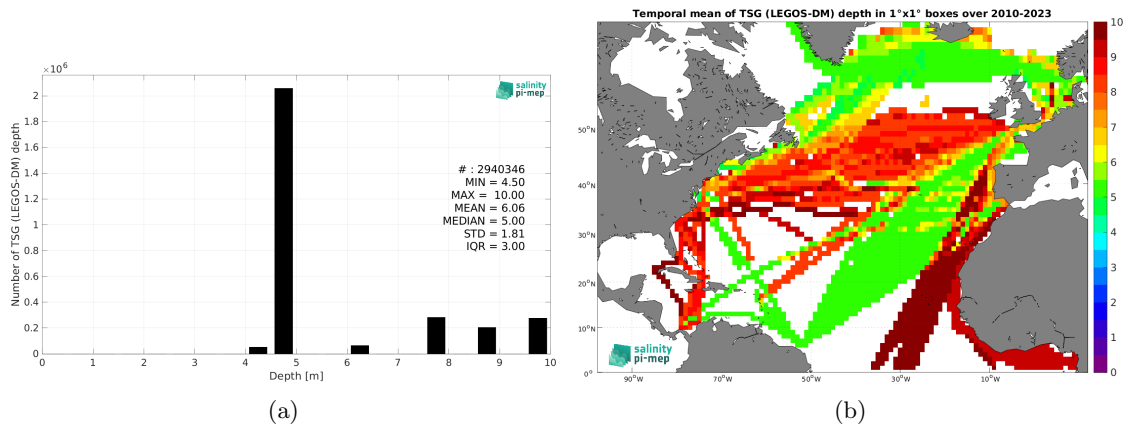 Temporal mean of TSG (LEGOS-DM) depth in 1°x1° boxes over 2010-2023
×10⁶
salinity
pi-mep
Number of TSG (LEGOS-DM) depth
2
1.8
1.6
1.4
1.2
1
0.8
0.6
0.4
0.2
0
# : 2940346
MIN = 4.50
MAX = 10.00
MEAN = 6.06
MEDIAN = 5.00
STD = 1.81
IQR = 3.00
0 1 2 3 4 5 6 7 8 9 10
Depth [m]
(a)
50°N
40°N
30°N
20°N
10°N
0°
90°W 70°W 50°W 30°W 10°W
salinity
pi-mep
10
9
8
7
6
5
4
3
2
1
0
(b)